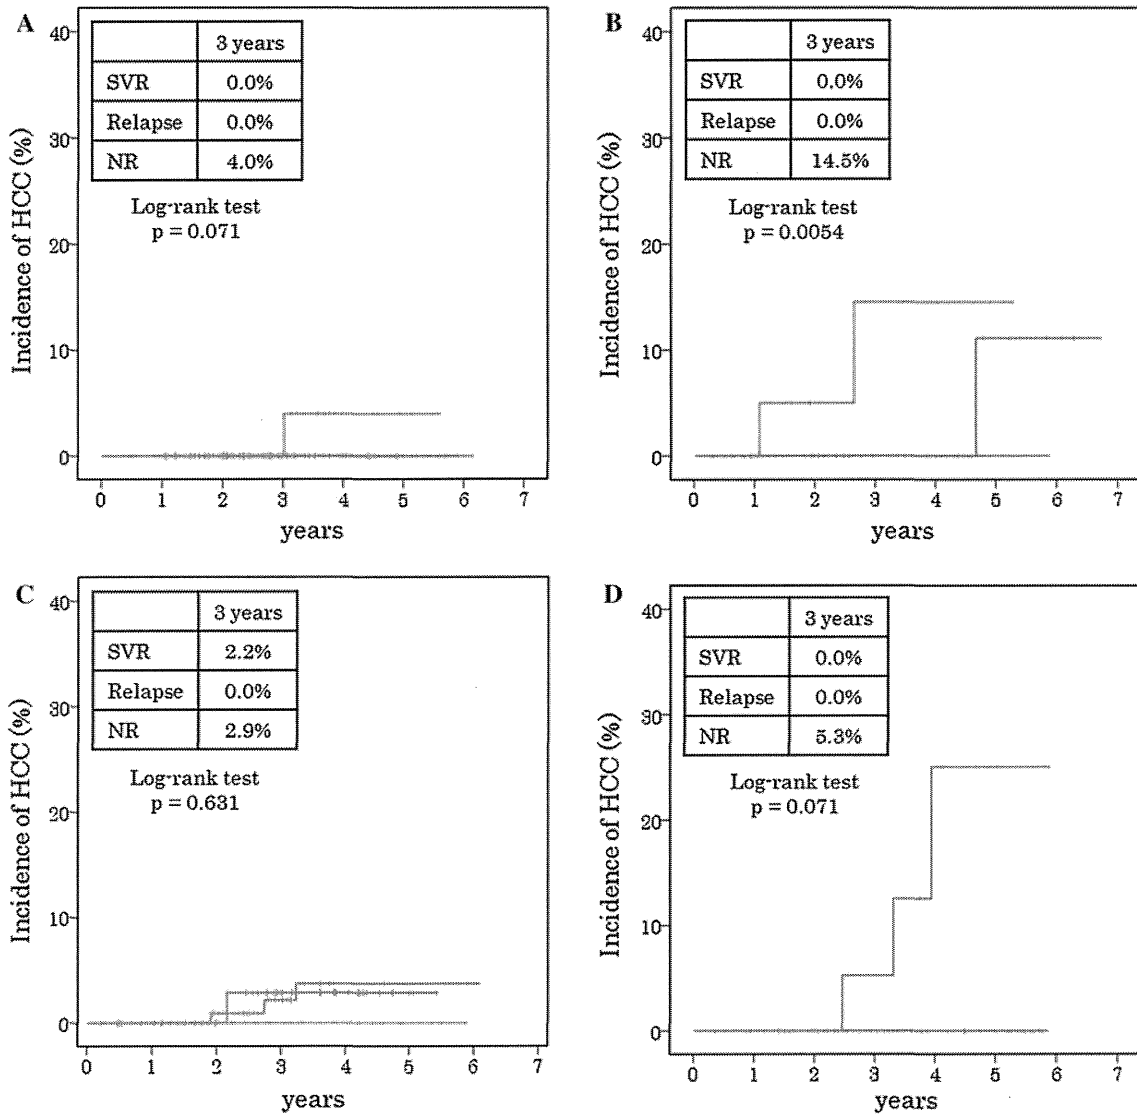 A
3 years
SVR 0.0%
Relapse 0.0%
NR 4.0%
Log-rank test
p = 0.071
Incidence of HCC (%)
40
30
20
10
0
0 1 2 3 4 5 6 7
years
B
3 years
SVR 0.0%
Relapse 0.0%
NR 14.5%
Log-rank test
p = 0.0054
Incidence of HCC (%)
40
30
20
10
0
0 1 2 3 4 5 6 7
years
C
3 years
SVR 2.2%
Relapse 0.0%
NR 2.9%
Log-rank test
p = 0.631
Incidence of HCC (%)
40
30
20
10
0
0 1 2 3 4 5 6 7
years
D
3 years
SVR 0.0%
Relapse 0.0%
NR 5.3%
Log-rank test
p = 0.071
Incidence of HCC (%)
40
30
20
10
0
0 1 2 3 4 5 6 7
years